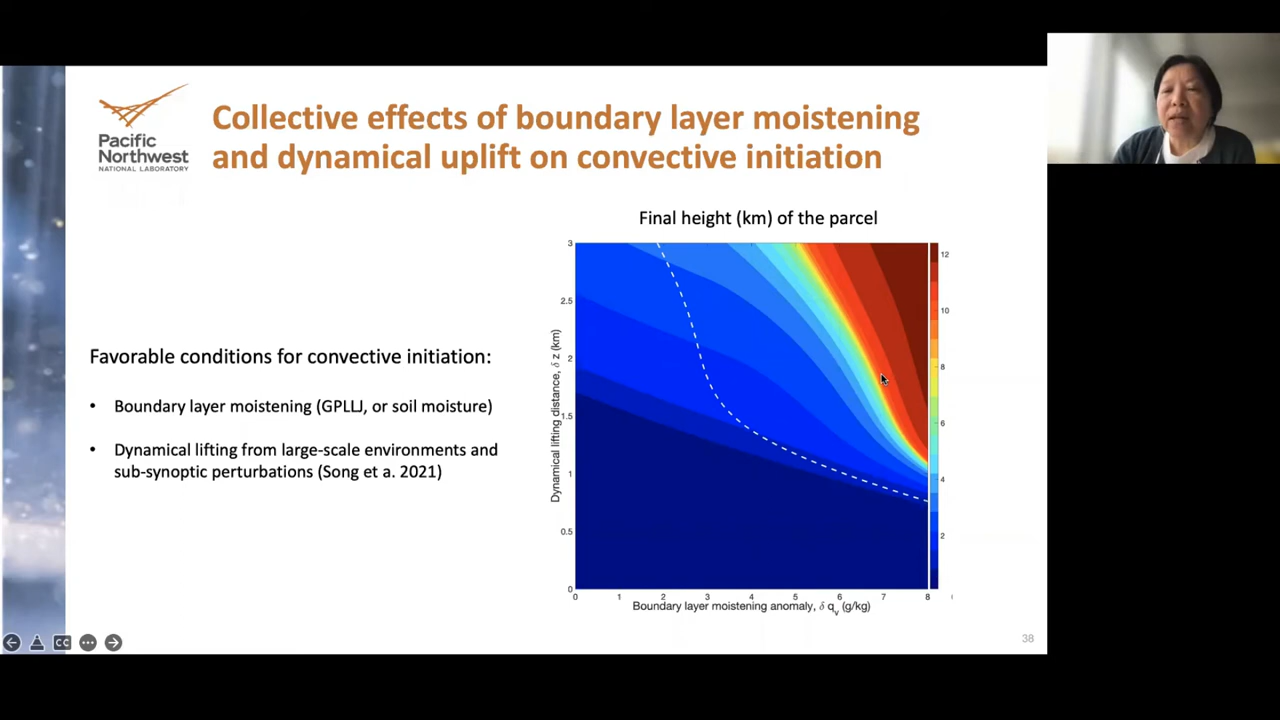 Pacific
Northwest
NATIONAL LABORATORY
Collective effects of boundary layer moistening
and dynamical uplift on convective initiation
Favorable conditions for convective initiation:
• Boundary layer moistening (GPLLJ, or soil moisture)
• Dynamical lifting from large-scale environments and
sub-synoptic perturbations (Song et a. 2021)
Final height (km) of the parcel
Dynamical lifting distance, δ z (km)
3
2.5
2
1.5
1
0.5
0
0 1 2 3 4 5 6 7 8
Boundary layer moistening anomaly, δ qv (g/kg)
12
10
8
6
4
2
CC
38